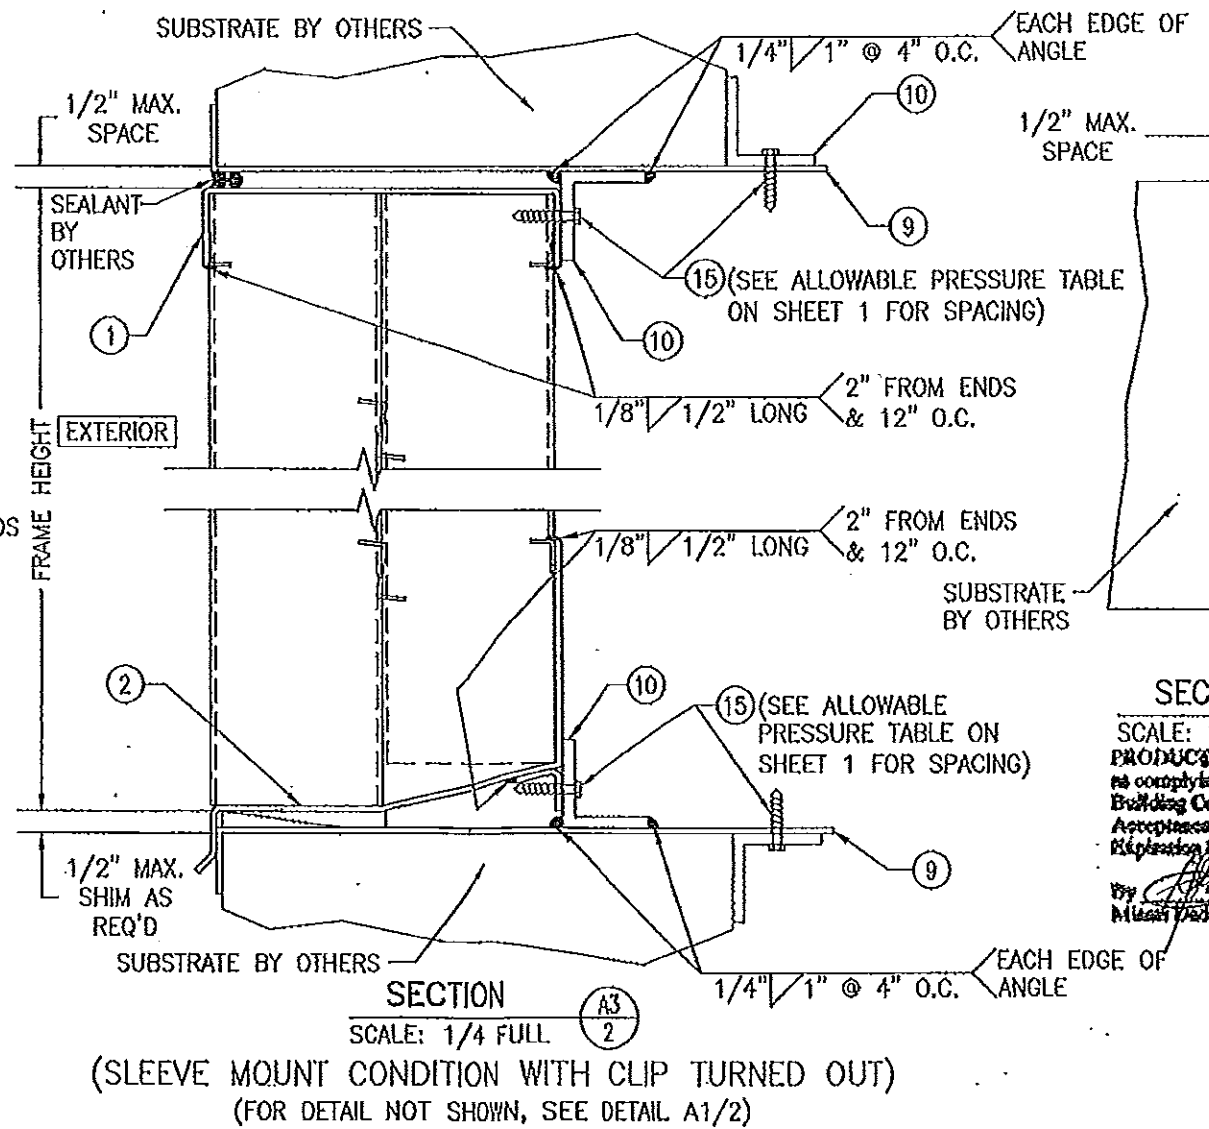 SUBSTRATE BY OTHERS
1/4" 1" @ 4" O.C.
EACH EDGE OF
ANGLE
1/2" MAX.
SPACE
10
1/2" MAX.
SPACE
SEALANT
BY
OTHERS
9
15 (SEE ALLOWABLE PRESSURE TABLE
ON SHEET 1 FOR SPACING)
1
10
1/8" 1/2" LONG
2" FROM ENDS
& 12" O.C.
EXTERIOR
FRAME HEIGHT
DS
1/8" 1/2" LONG
2" FROM ENDS
& 12" O.C.
SUBSTRATE
BY OTHERS
2
10
15 (SEE ALLOWABLE
PRESSURE TABLE ON
SHEET 1 FOR SPACING)
SEC
SCALE:
PRODUCT
as
Building
By
9
1/2" MAX.
SHIM AS
REQ'D
SUBSTRATE BY OTHERS
1/4" 1" @ 4" O.C.
EACH EDGE OF
ANGLE
SECTION
A3
2
SCALE: 1/4 FULL
(SLEEVE MOUNT CONDITION WITH CLIP TURNED OUT)
(FOR DETAIL NOT SHOWN, SEE DETAIL A1/2)